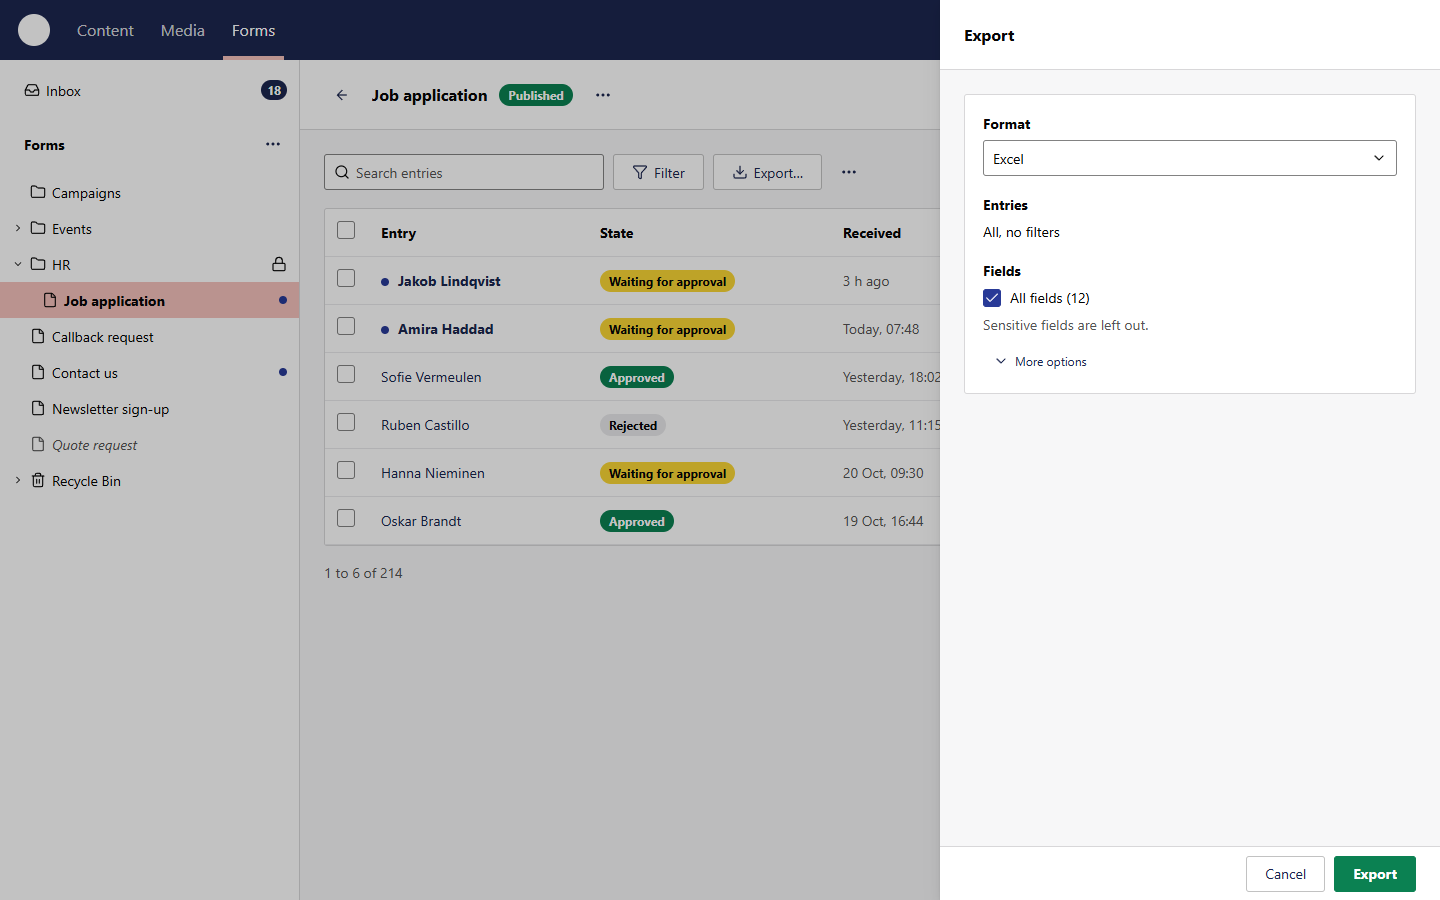 Content Media Forms
Inbox 18
Forms
Campaigns
Events
HR
Job application
Callback request
Contact us
Newsletter sign-up
Quote request
Recycle Bin
Job application Published
Search entries Filter Export...
Entry State Received
Jakob Lindqvist Waiting for approval 3 h ago
Amira Haddad Waiting for approval Today, 07:48
Sofie Vermeulen Approved Yesterday, 18:02
Ruben Castillo Rejected Yesterday, 11:15
Hanna Nieminen Waiting for approval 20 Oct, 09:30
Oskar Brandt Approved 19 Oct, 16:44
1 to 6 of 214
Export
Format
Excel
Entries
All, no filters
Fields
All fields (12)
Sensitive fields are left out.
More options
Cancel Export